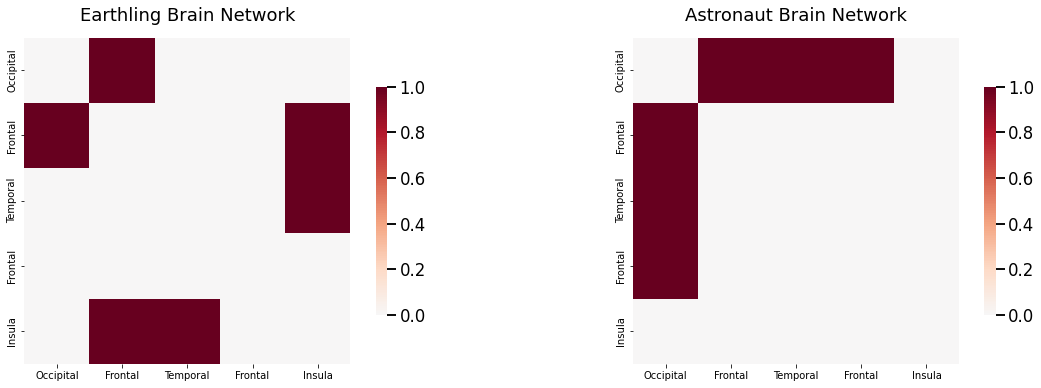 Earthling Brain Network
Occipital
Frontal
Temporal
Frontal
Insula
Occipital Frontal Temporal Frontal Insula
1.0
0.8
0.6
0.4
0.2
0.0
Astronaut Brain Network
Occipital
Frontal
Temporal
Frontal
Insula
Occipital Frontal Temporal Frontal Insula
1.0
0.8
0.6
0.4
0.2
0.0